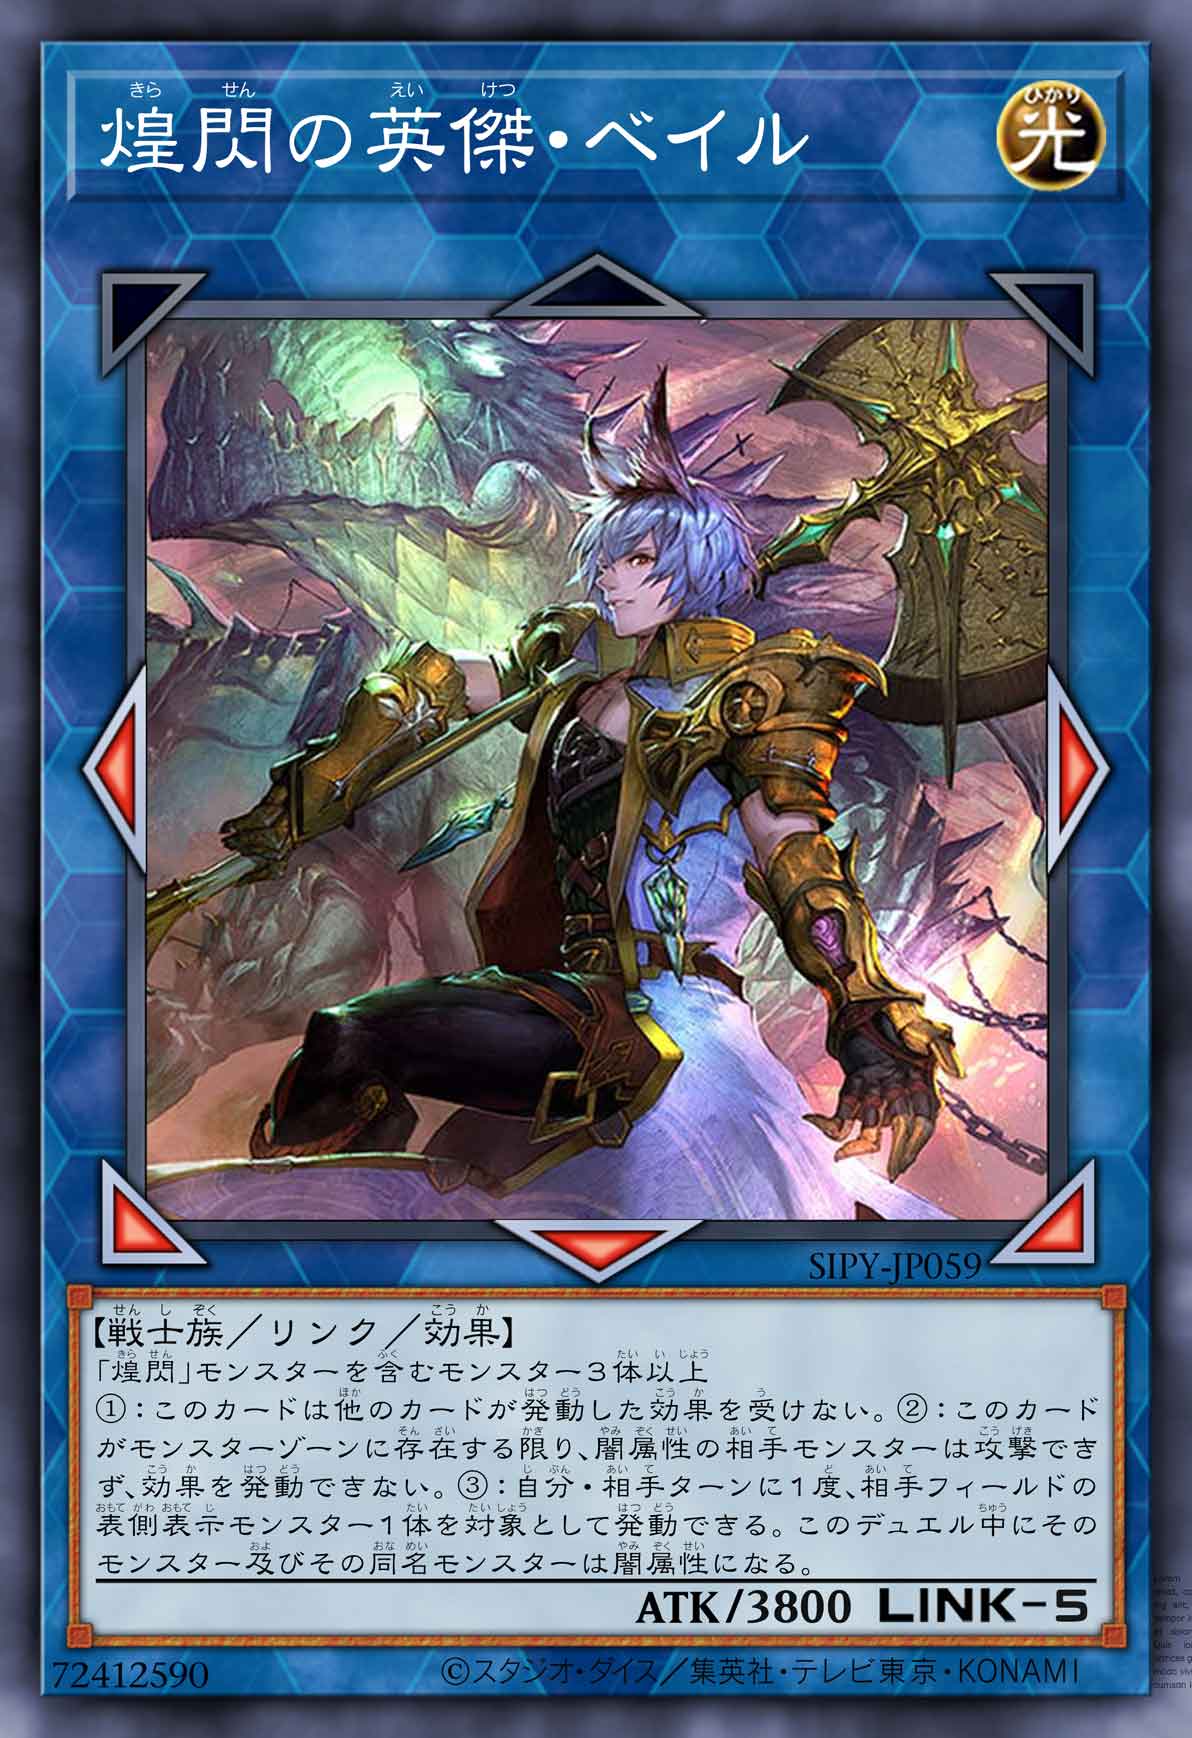 煌閃の英傑・ベイル
光
SIPY-JP059
【戦士族／リンク／効果】
「煌閃」モンスターを含むモンスター３体以上
①：このカードは他のカードが発動した効果を受けない。②：このカード
がモンスターゾーンに存在する限り、闇属性の相手モンスターは攻撃でき
ず、効果を発動できない。③：自分・相手ターンに１度、相手フィールドの
表側表示モンスター１体を対象として発動できる。このデュエル中にその
モンスター及びその同名モンスターは闇属性になる。
ATK/3800 LINK-5
72412590 ©スタジオ・ダイス／集英社・テレビ東京・KONAMI